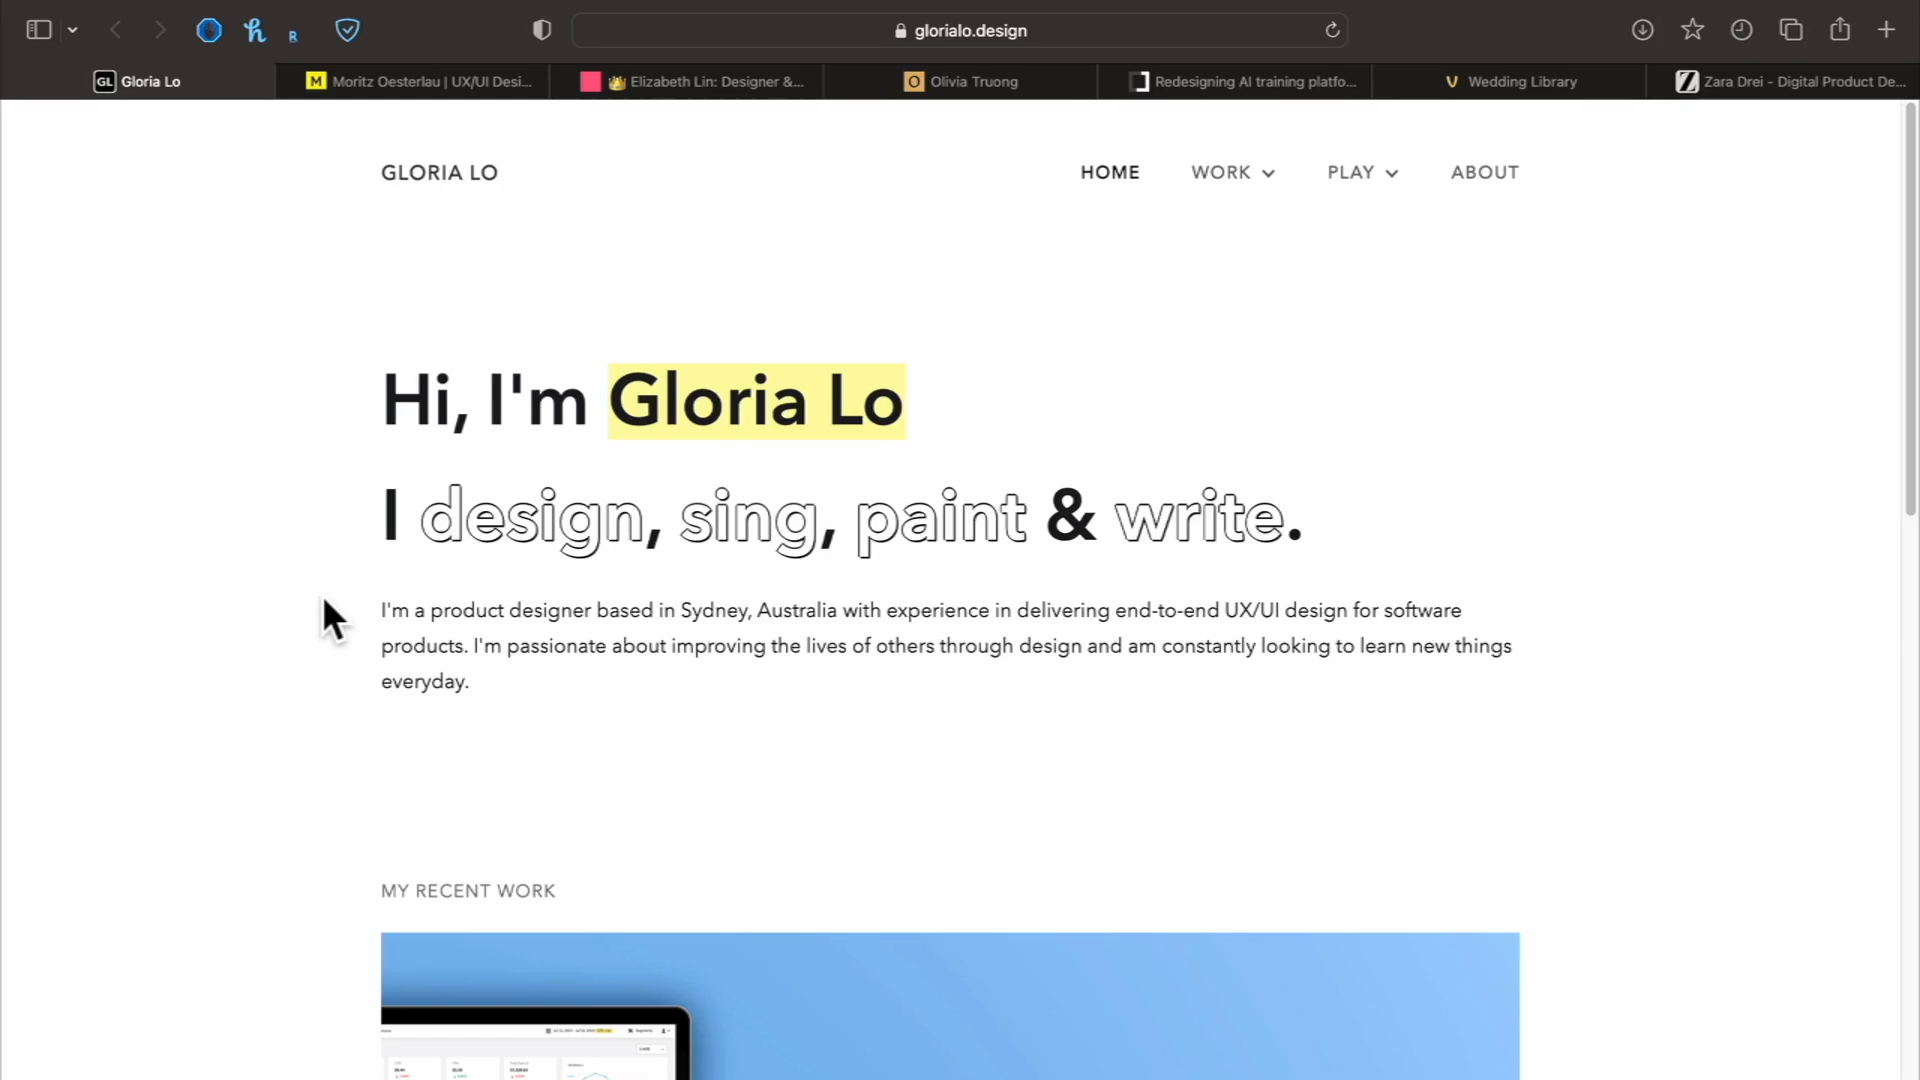 glorialo.design
GL Gloria Lo
M Moritz Oesterlau | UX/UI Desi...
Elizabeth Lin: Designer &...
O Olivia Truong
Redesigning AI training platfo...
Wedding Library
Zara Drei - Digital Product De...
GLORIA LO
HOME WORK PLAY ABOUT
Hi, I'm Gloria Lo
I design, sing, paint & write.
I'm a product designer based in Sydney, Australia with experience in delivering end-to-end UX/UI design for software
products. I'm passionate about improving the lives of others through design and am constantly looking to learn new things
everyday.
MY RECENT WORK